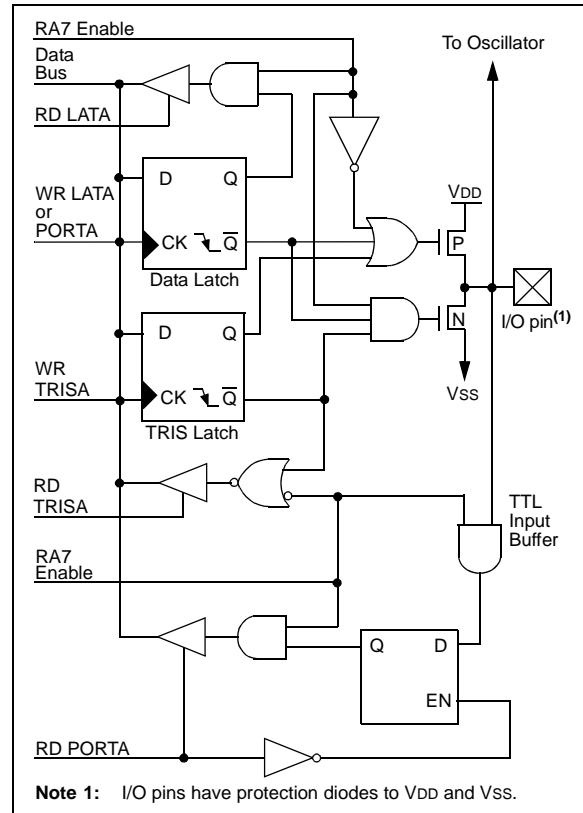 RA7 Enable
Data
Bus
To Oscillator
RD LATA
D Q
VDD
WR LATA
or
PORTA
CK Q
P
Data Latch
D Q
N
I/O pin(1)
WR
TRISA
CK Q
VSS
TRIS Latch
RD
TRISA
TTL
Input
Buffer
RA7
Enable
Q D
EN
RD PORTA
Note 1: I/O pins have protection diodes to VDD and VSS.